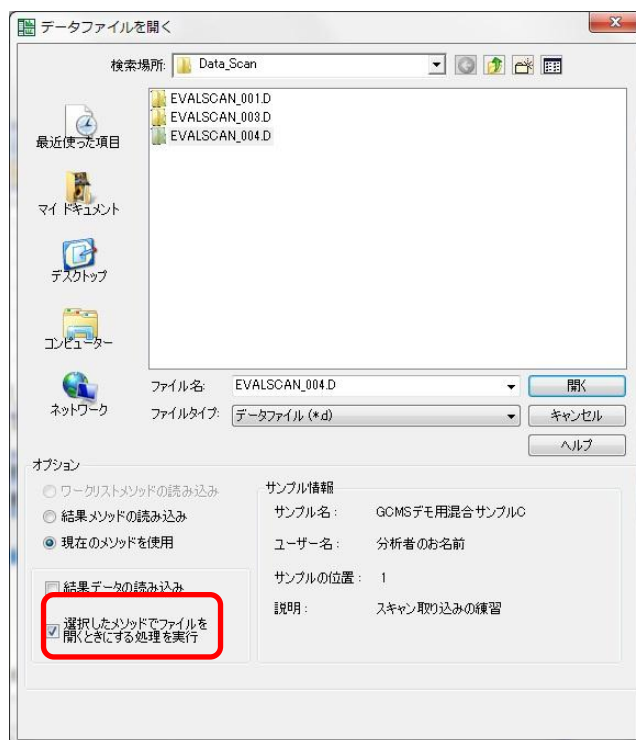 データファイルを開く
検索場所: Data_Scan
EVALSCAN_001.D
EVALSCAN_003.D
EVALSCAN_004.D
最近使った項目
マイ ドキュメント
デスクトップ
コンピューター
ネットワーク
ファイル名: EVALSCAN_004.D 開く
ファイルタイプ: データファイル (*.d) キャンセル
ヘルプ
オプション
ワークリストメソッドの読み込み
結果メソッドの読み込み
現在のメソッドを使用
結果データの読み込み
選択したメソッドでファイルを
開くときにする処理を実行
サンプル情報
サンプル名: GCMSデモ用混合サンプルC
ユーザー名: 分析者のお名前
サンプルの位置: 1
説明: スキャン取り込みの練習